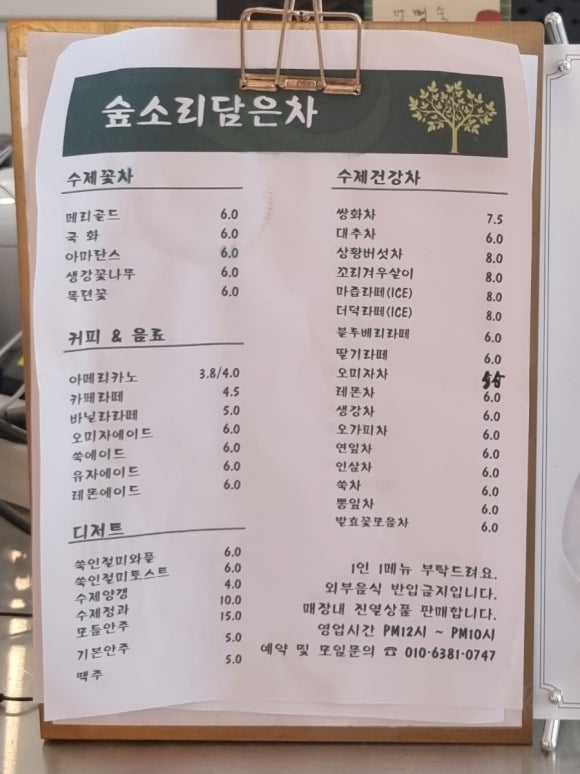 숲소리담은차
수제꽃차
메리골드 6.0
국 화 6.0
아마란스 6.0
생강꽃나무 6.0
목련꽃 6.0
커피 & 음료
아메리카노 3.8/4.0
카페라떼 4.5
바닐라라떼 5.0
오미자에이드 6.0
쑥에이드 6.0
유자에이드 6.0
레몬에이드 6.0
디저트
쑥인절미와플 6.0
쑥인절미토스트 6.0
수제양갱 4.0
수제정과 10.0
모듬안주 15.0
기본안주 5.0
맥주 5.0
수제건강차
쌍화차 7.5
대추차 6.0
상황버섯차 8.0
꼬리겨우살이 8.0
마즙라떼(ICE) 8.0
더덕라떼(ICE) 8.0
블루베리라떼 6.0
딸기라떼 6.0
오미자차
레몬차 6.0
생강차 6.0
오가피차 6.0
연잎차 6.0
인삼차 6.0
쑥차 6.0
뽕잎차 6.0
발효꽃모음차 6.0
1인 1메뉴 부탁드려요.
외부음식 반입금지입니다.
매장내 진열상품 판매합니다.
영업시간 PM12시 ~ PM10시
예약 및 모임문의 ☎ 010-6381-0747